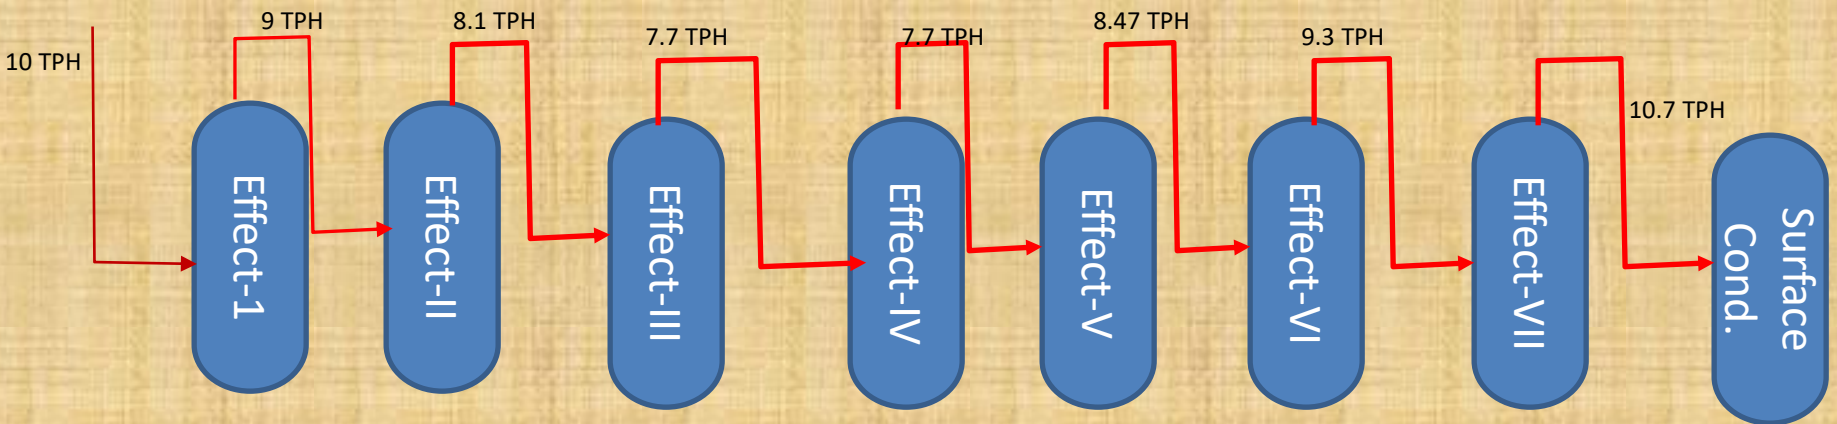 10 TPH
9 TPH
8.1 TPH
7.7 TPH
7.7 TPH
8.47 TPH
9.3 TPH
10.7 TPH
Effect-1
Effect-II
Effect-III
Effect-IV
Effect-V
Effect-VI
Effect-VII
Surface
Cond.